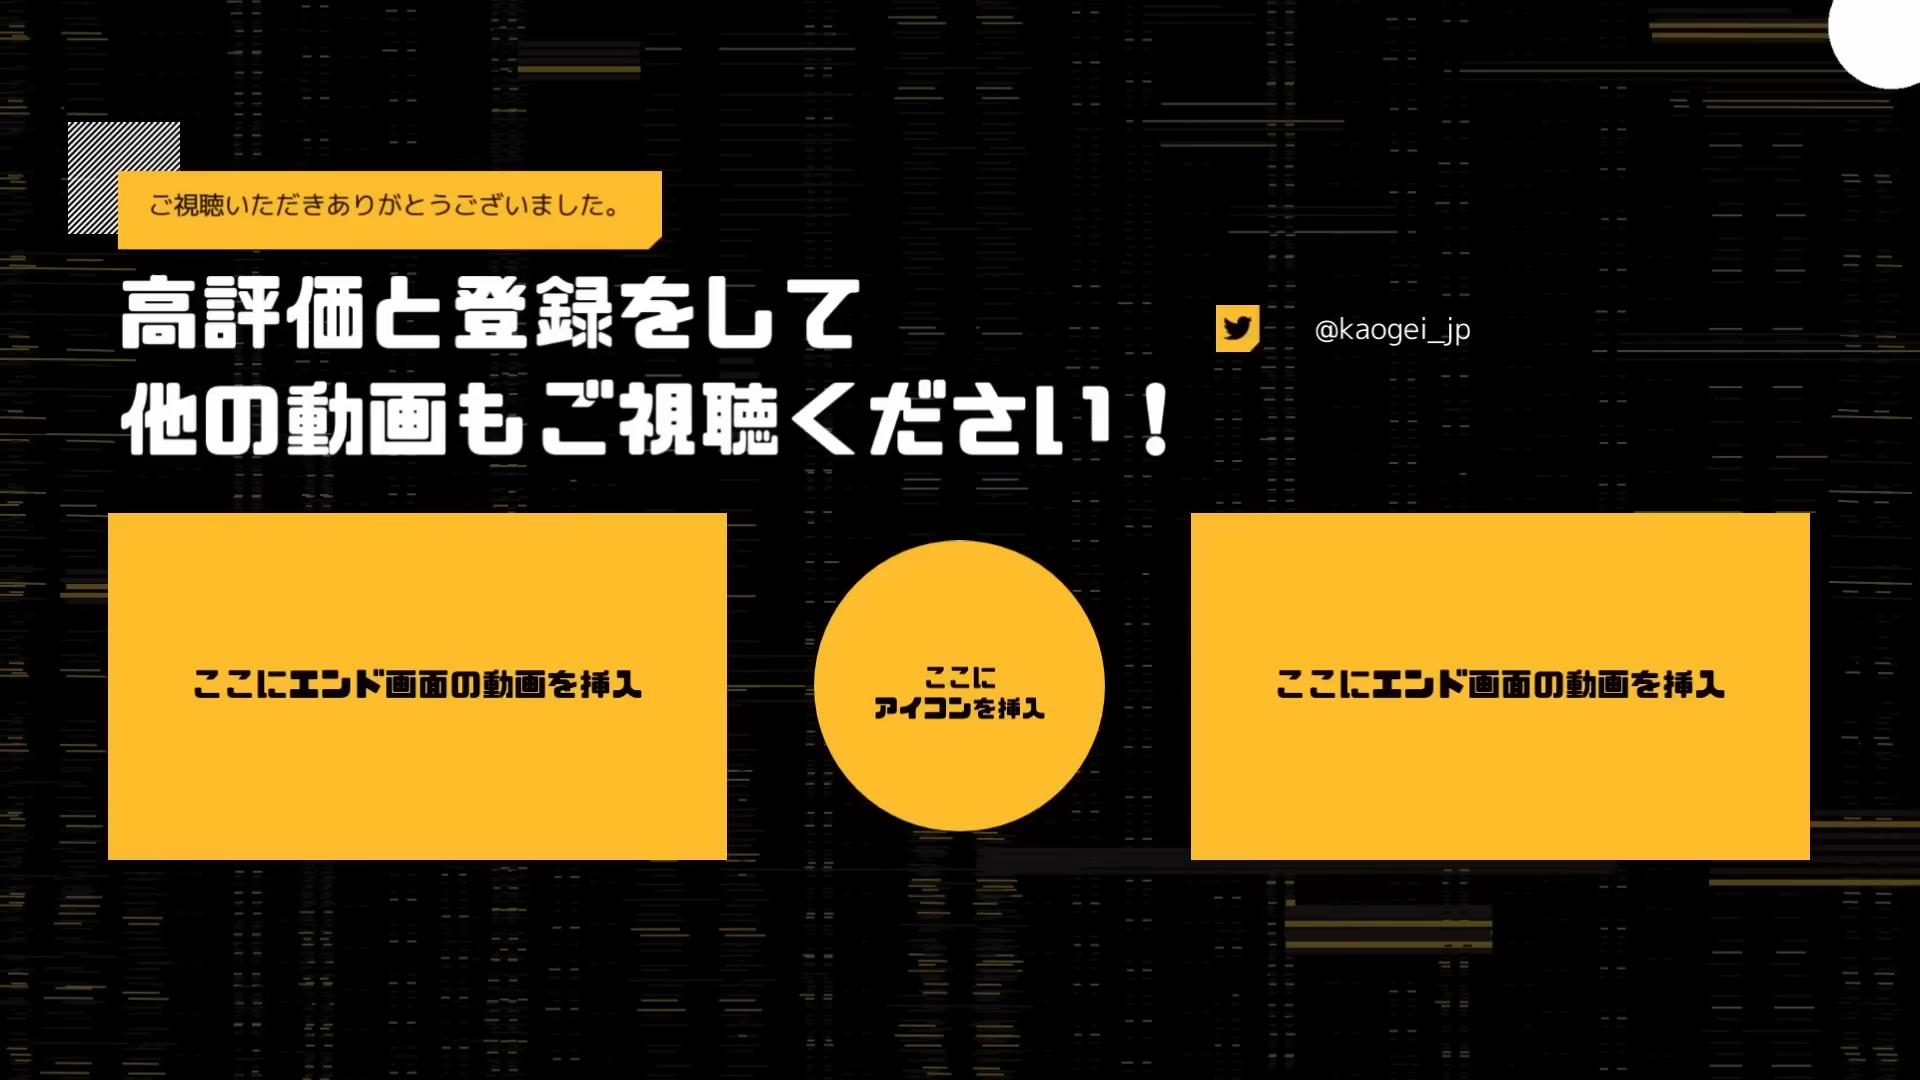 ご視聴いただきありがとうございました。
高評価と登録をして
他の動画もご視聴ください！
@kaogei_jp
ここにエンド画面の動画を挿入
ここに
アイコンを挿入
ここにエンド画面の動画を挿入